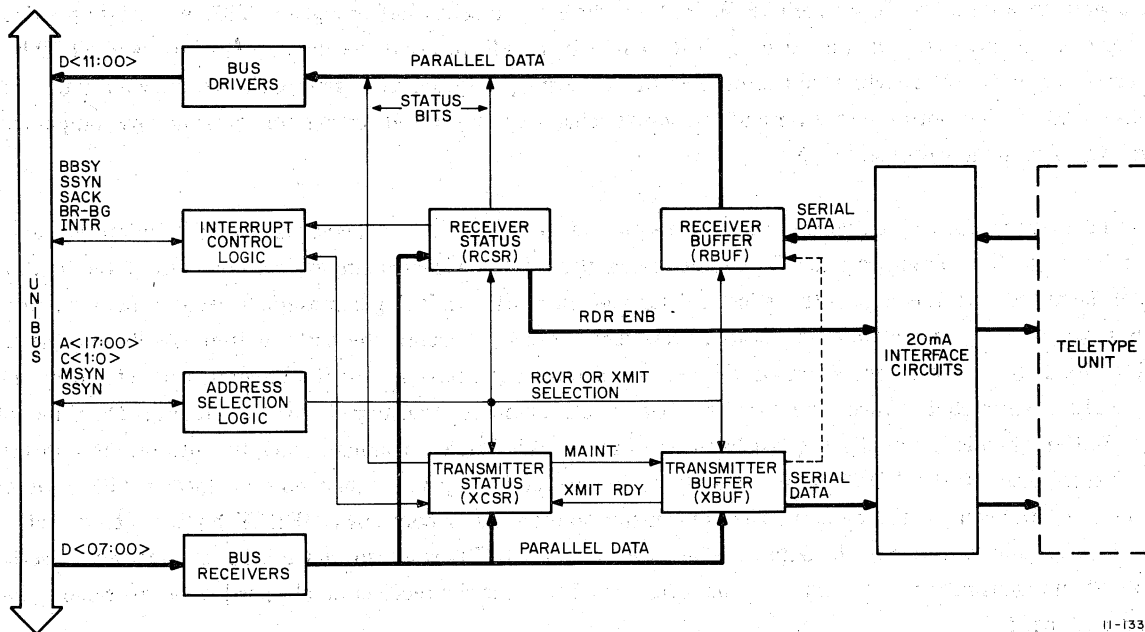 D<11:00>
BUS
DRIVERS
PARALLEL DATA
STATUS
BITS
BBSY
SSYN
SACK
BR-BG
INTR
INTERRUPT
CONTROL
LOGIC
RECEIVER
STATUS
(RCSR)
RECEIVER
BUFFER
(RBUF)
SERIAL
DATA
UNIBUS
RDR ENB
20mA
INTERFACE
CIRCUITS
TELETYPE
UNIT
A<17:00>
C<1:0>
MSYN
SSYN
ADDRESS
SELECTION
LOGIC
RCVR OR XMIT
SELECTION
TRANSMITTER
STATUS
(XCSR)
MAINT
XMIT RDY
TRANSMITTER
BUFFER
(XBUF)
SERIAL
DATA
D<07:00>
BUS
RECEIVERS
PARALLEL DATA
11-133